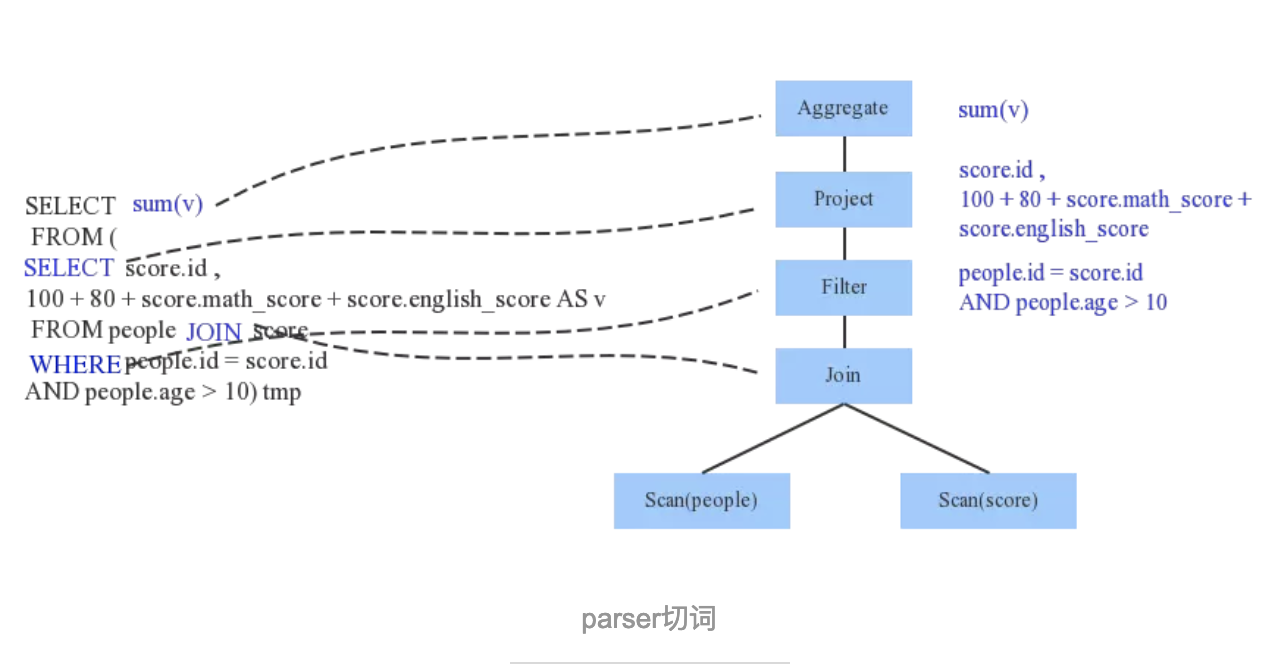 SELECT sum(v)
FROM (
SELECT score.id ,
100 + 80 + score.math_score + score.english_score AS v
FROM people JOIN score
WHERE people.id = score.id
AND people.age > 10) tmp
Aggregate
sum(v)
Project
score.id ,
100 + 80 + score.math_score +
score.english_score
Filter
people.id = score.id
AND people.age > 10
Join
Scan(people)
Scan(score)
parser切词